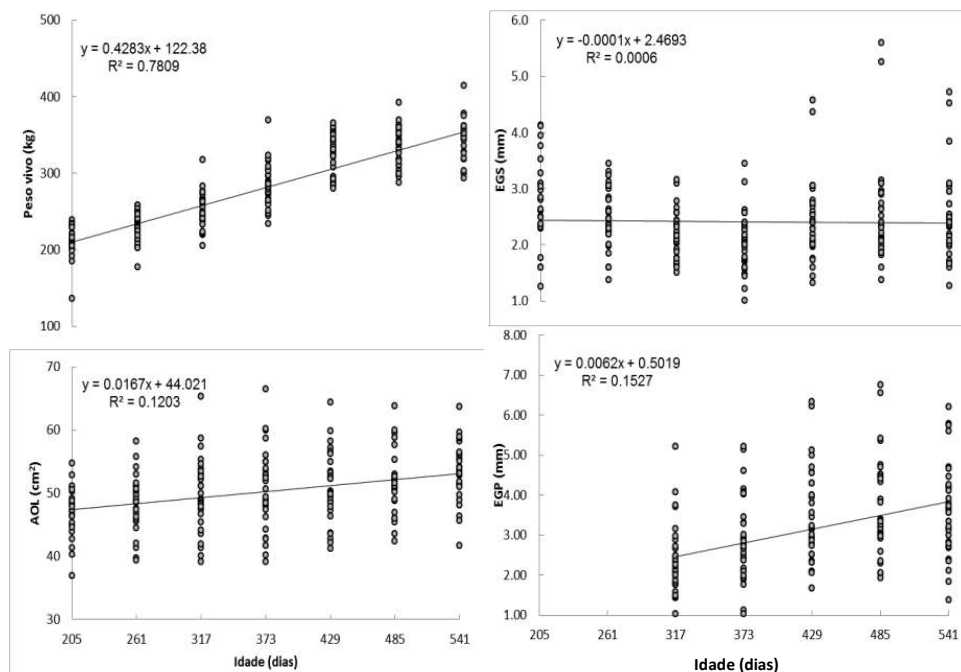 500
400
300
200
100
Peso vivo (kg)
y = 0.4283x + 122.38
R² = 0.7809
6.0
5.0
4.0
3.0
2.0
1.0
EGS (mm)
y = -0.0001x + 2.4693
R² = 0.0006
70
60
50
40
30
AOL (cm²)
y = 0.0167x + 44.021
R² = 0.1203
205 261 317 373 429 485 541
Idade (dias)
8.00
7.00
6.00
5.00
4.00
3.00
2.00
1.00
EGP (mm)
y = 0.0062x + 0.5019
R² = 0.1527
205 261 317 373 429 485 541
Idade (dias)